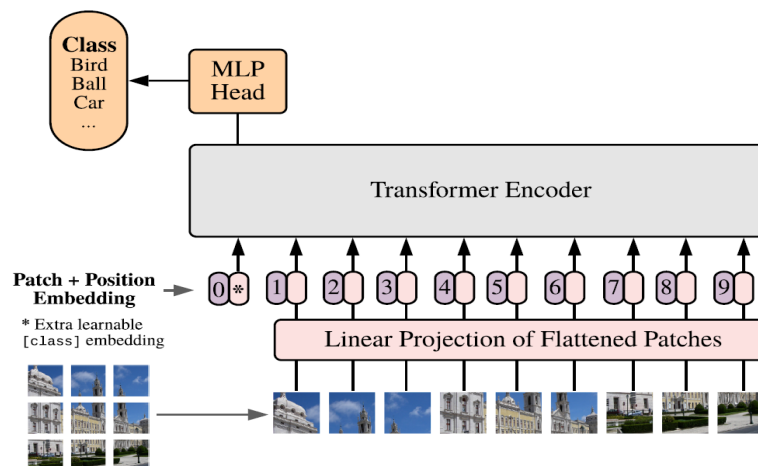 Class
Bird
Ball
Car
...
MLP
Head
Transformer Encoder
Patch + Position
Embedding
0 * 1 2 3 4 5 6 7 8 9
* Extra learnable
[class] embedding
Linear Projection of Flattened Patches